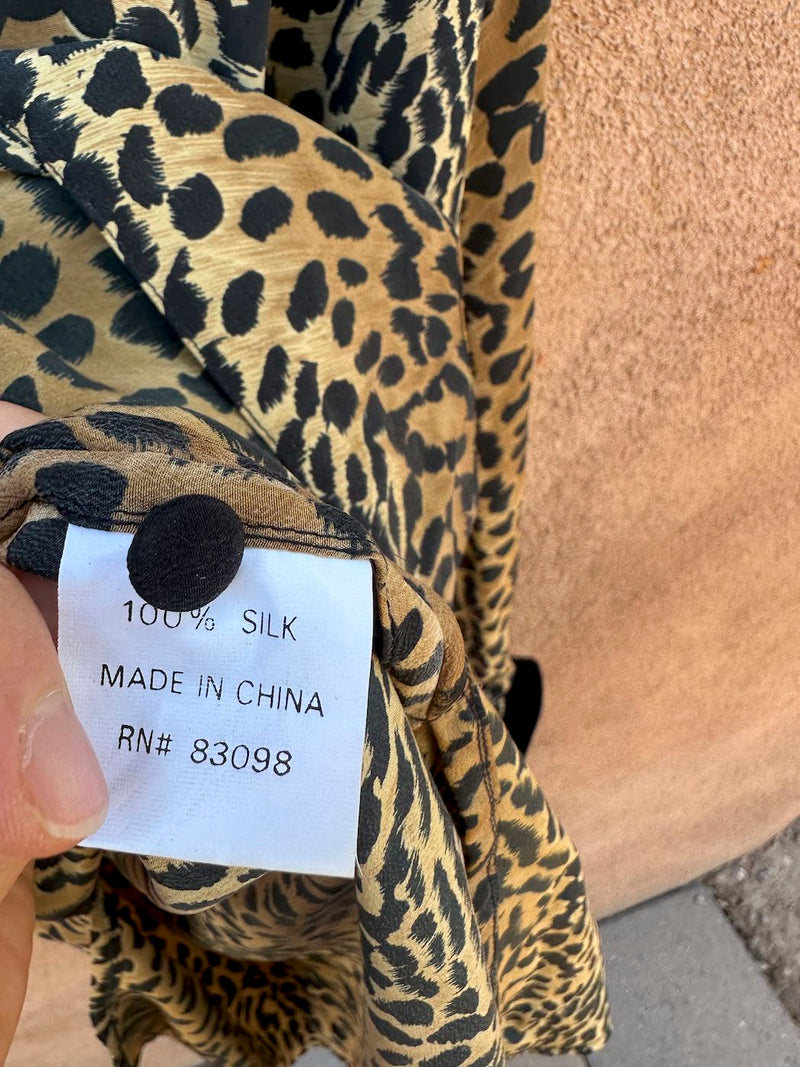 100% SILK
MADE IN CHINA
RN# 83098